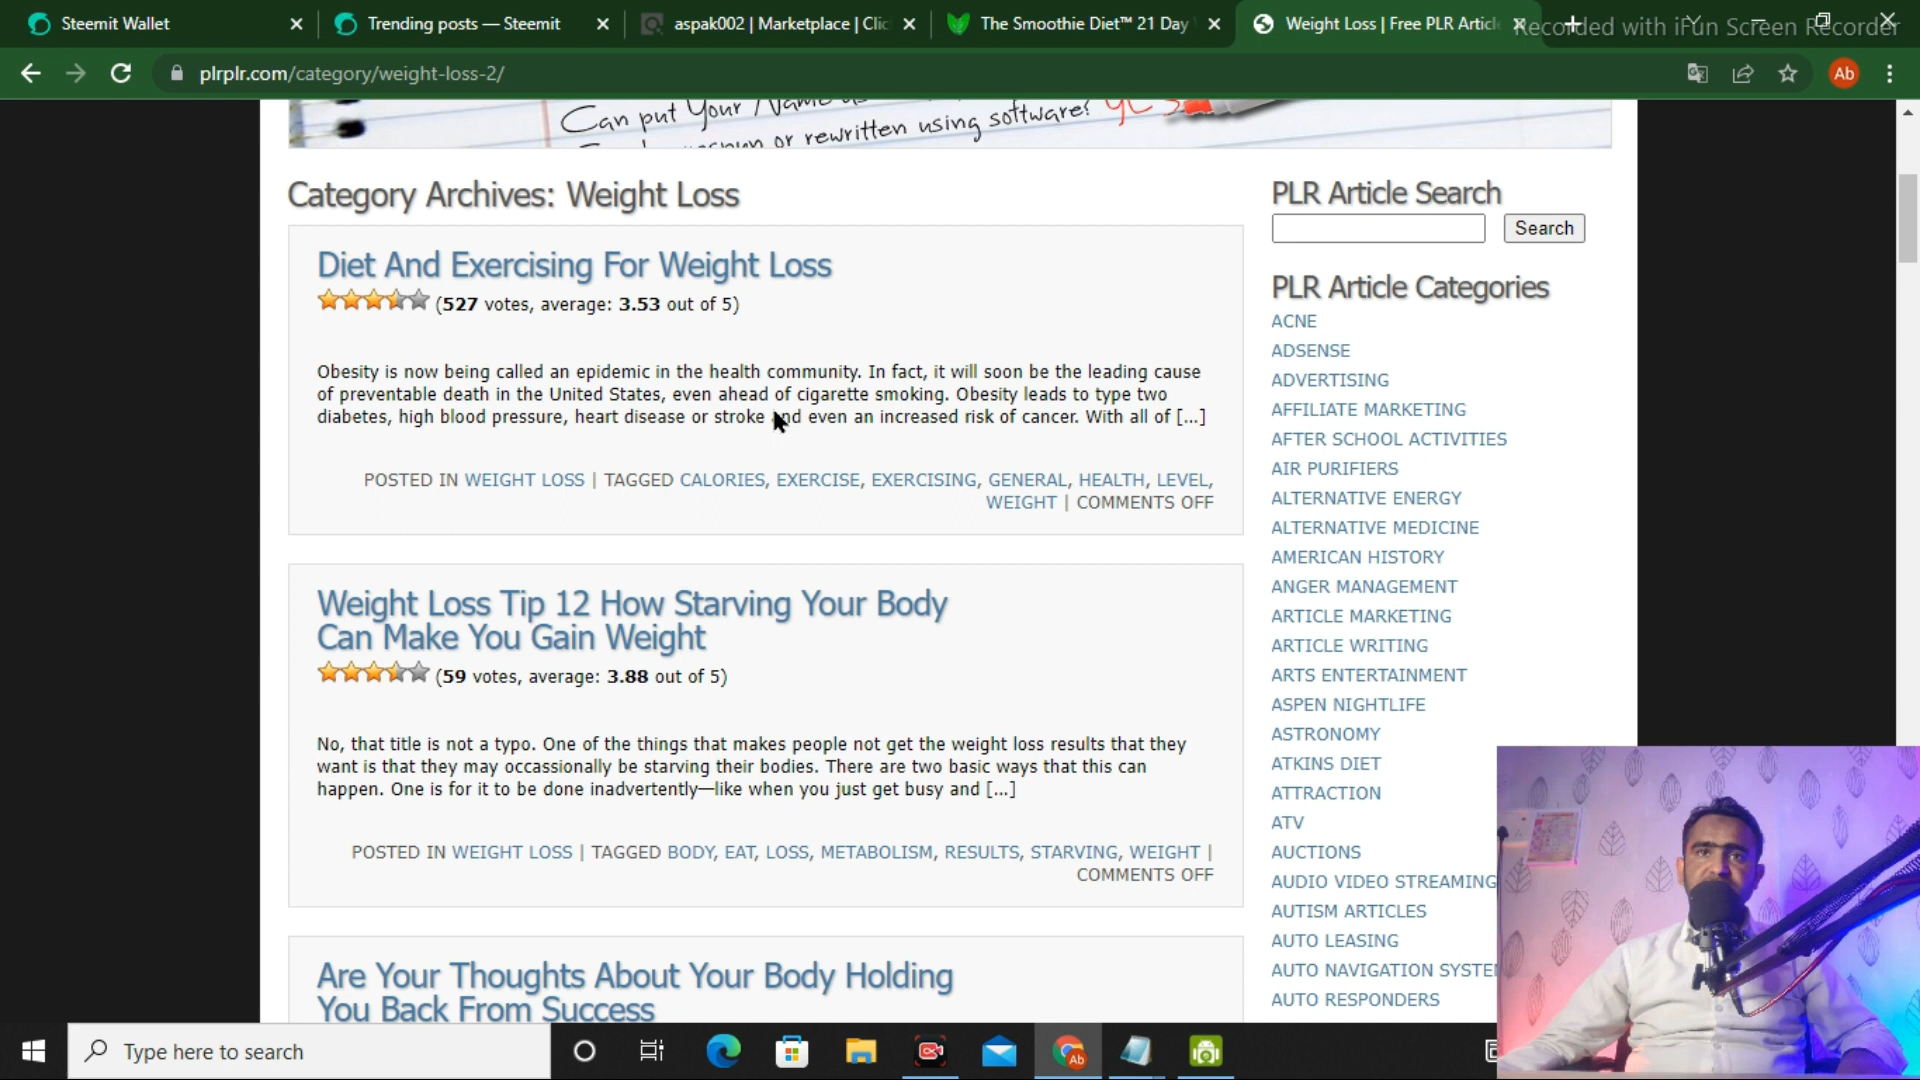 Steemit Wallet
Trending posts — Steemit
aspak002 | Marketplace | Clic
The Smoothie Diet™ 21 Day
Weight Loss | Free PLR Article
Recorded with iFun Screen Recorder
plrplr.com/category/weight-loss-2/
Ab
Can put Your Name as
YES
or rewritten using software?
Category Archives: Weight Loss
Diet And Exercising For Weight Loss
(527 votes, average: 3.53 out of 5)
Obesity is now being called an epidemic in the health community. In fact, it will soon be the leading cause
of preventable death in the United States, even ahead of cigarette smoking. Obesity leads to type two
diabetes, high blood pressure, heart disease or stroke and even an increased risk of cancer. With all of [...]
POSTED IN WEIGHT LOSS | TAGGED CALORIES, EXERCISE, EXERCISING, GENERAL, HEALTH, LEVEL,
WEIGHT | COMMENTS OFF
Weight Loss Tip 12 How Starving Your Body
Can Make You Gain Weight
(59 votes, average: 3.88 out of 5)
No, that title is not a typo. One of the things that makes people not get the weight loss results that they
want is that they may occassionally be starving their bodies. There are two basic ways that this can
happen. One is for it to be done inadvertently—like when you just get busy and [...]
POSTED IN WEIGHT LOSS | TAGGED BODY, EAT, LOSS, METABOLISM, RESULTS, STARVING, WEIGHT |
COMMENTS OFF
Are Your Thoughts About Your Body Holding
You Back From Success
PLR Article Search
Search
PLR Article Categories
ACNE
ADSENSE
ADVERTISING
AFFILIATE MARKETING
AFTER SCHOOL ACTIVITIES
AIR PURIFIERS
ALTERNATIVE ENERGY
ALTERNATIVE MEDICINE
AMERICAN HISTORY
ANGER MANAGEMENT
ARTICLE MARKETING
ARTICLE WRITING
ARTS ENTERTAINMENT
ASPEN NIGHTLIFE
ASTRONOMY
ATKINS DIET
ATTRACTION
ATV
AUCTIONS
AUDIO VIDEO STREAMING
AUTISM ARTICLES
AUTO LEASING
AUTO NAVIGATION SYSTE
AUTO RESPONDERS
Type here to search
Ab